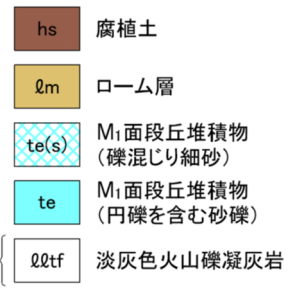 hs 腐植土
ℓm ローム層
te(s) M₁面段丘堆積物
(礫混じり細砂)
te M₁面段丘堆積物
(円礫を含む砂礫)
ℓℓtf 淡灰色火山礫凝灰岩